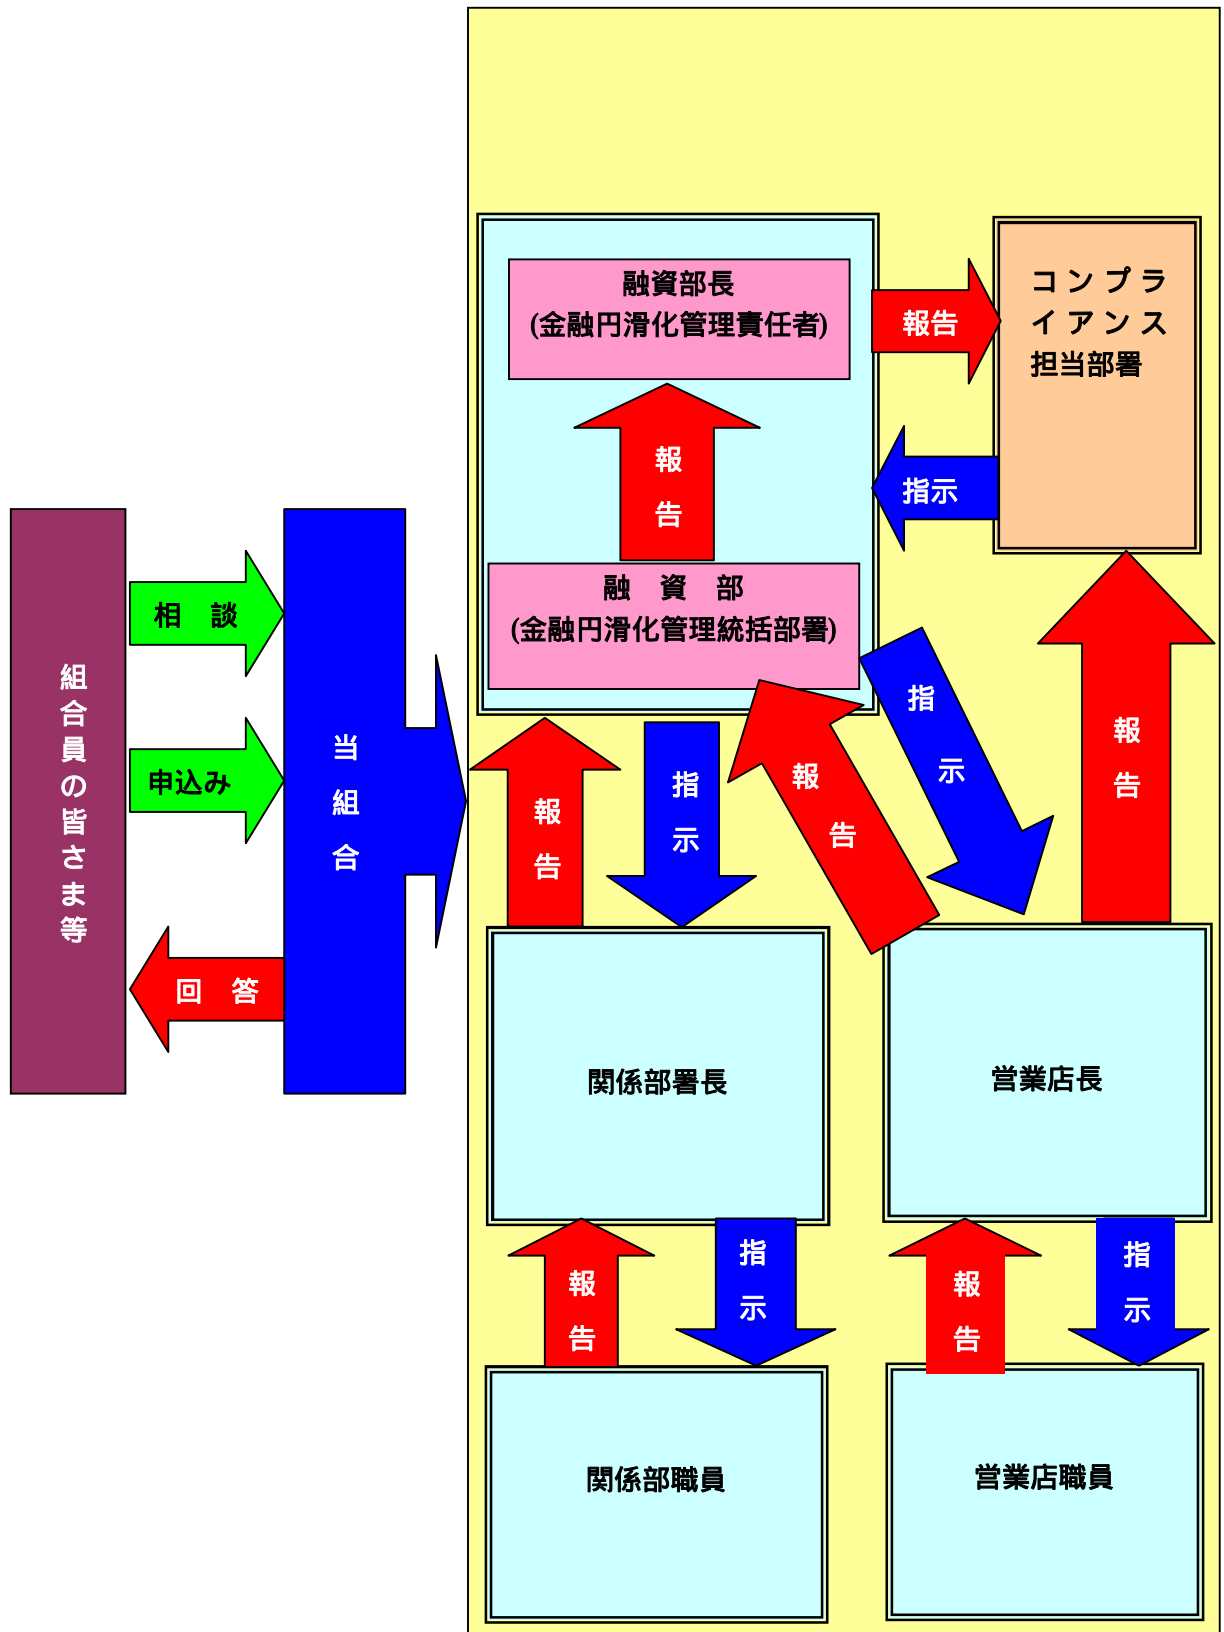 融資部長
(金融円滑化管理責任者)
報告
コンプラ
イアンス
担当部署
報告
指示
融　資　部
(金融円滑化管理統括部署)
組合員の皆さま等
相　談
申込み
回　答
当組合
報告
指示
報告
指示
報告
関係部署長
営業店長
報告
指示
報告
指示
関係部職員
営業店職員